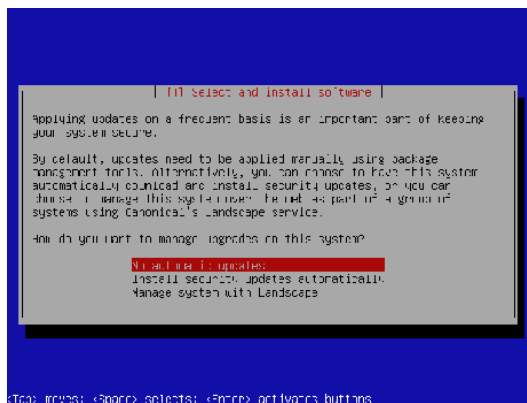 [!] Select and install software
Applying updates on a frequent basis is an important part of keeping
your system secure.
By default, updates need to be applied manually using package
management tools. Alternatively, you can choose to have this system
automatically download and install security updates, or you can
choose to manage this system over the web as part of a group of
systems using Canonical's Landscape service.
How do you want to manage upgrades on this system?
No automatic updates
Install security updates automatically
Manage system with Landscape
<Tab> moves; <Space> selects; <Enter> activates buttons